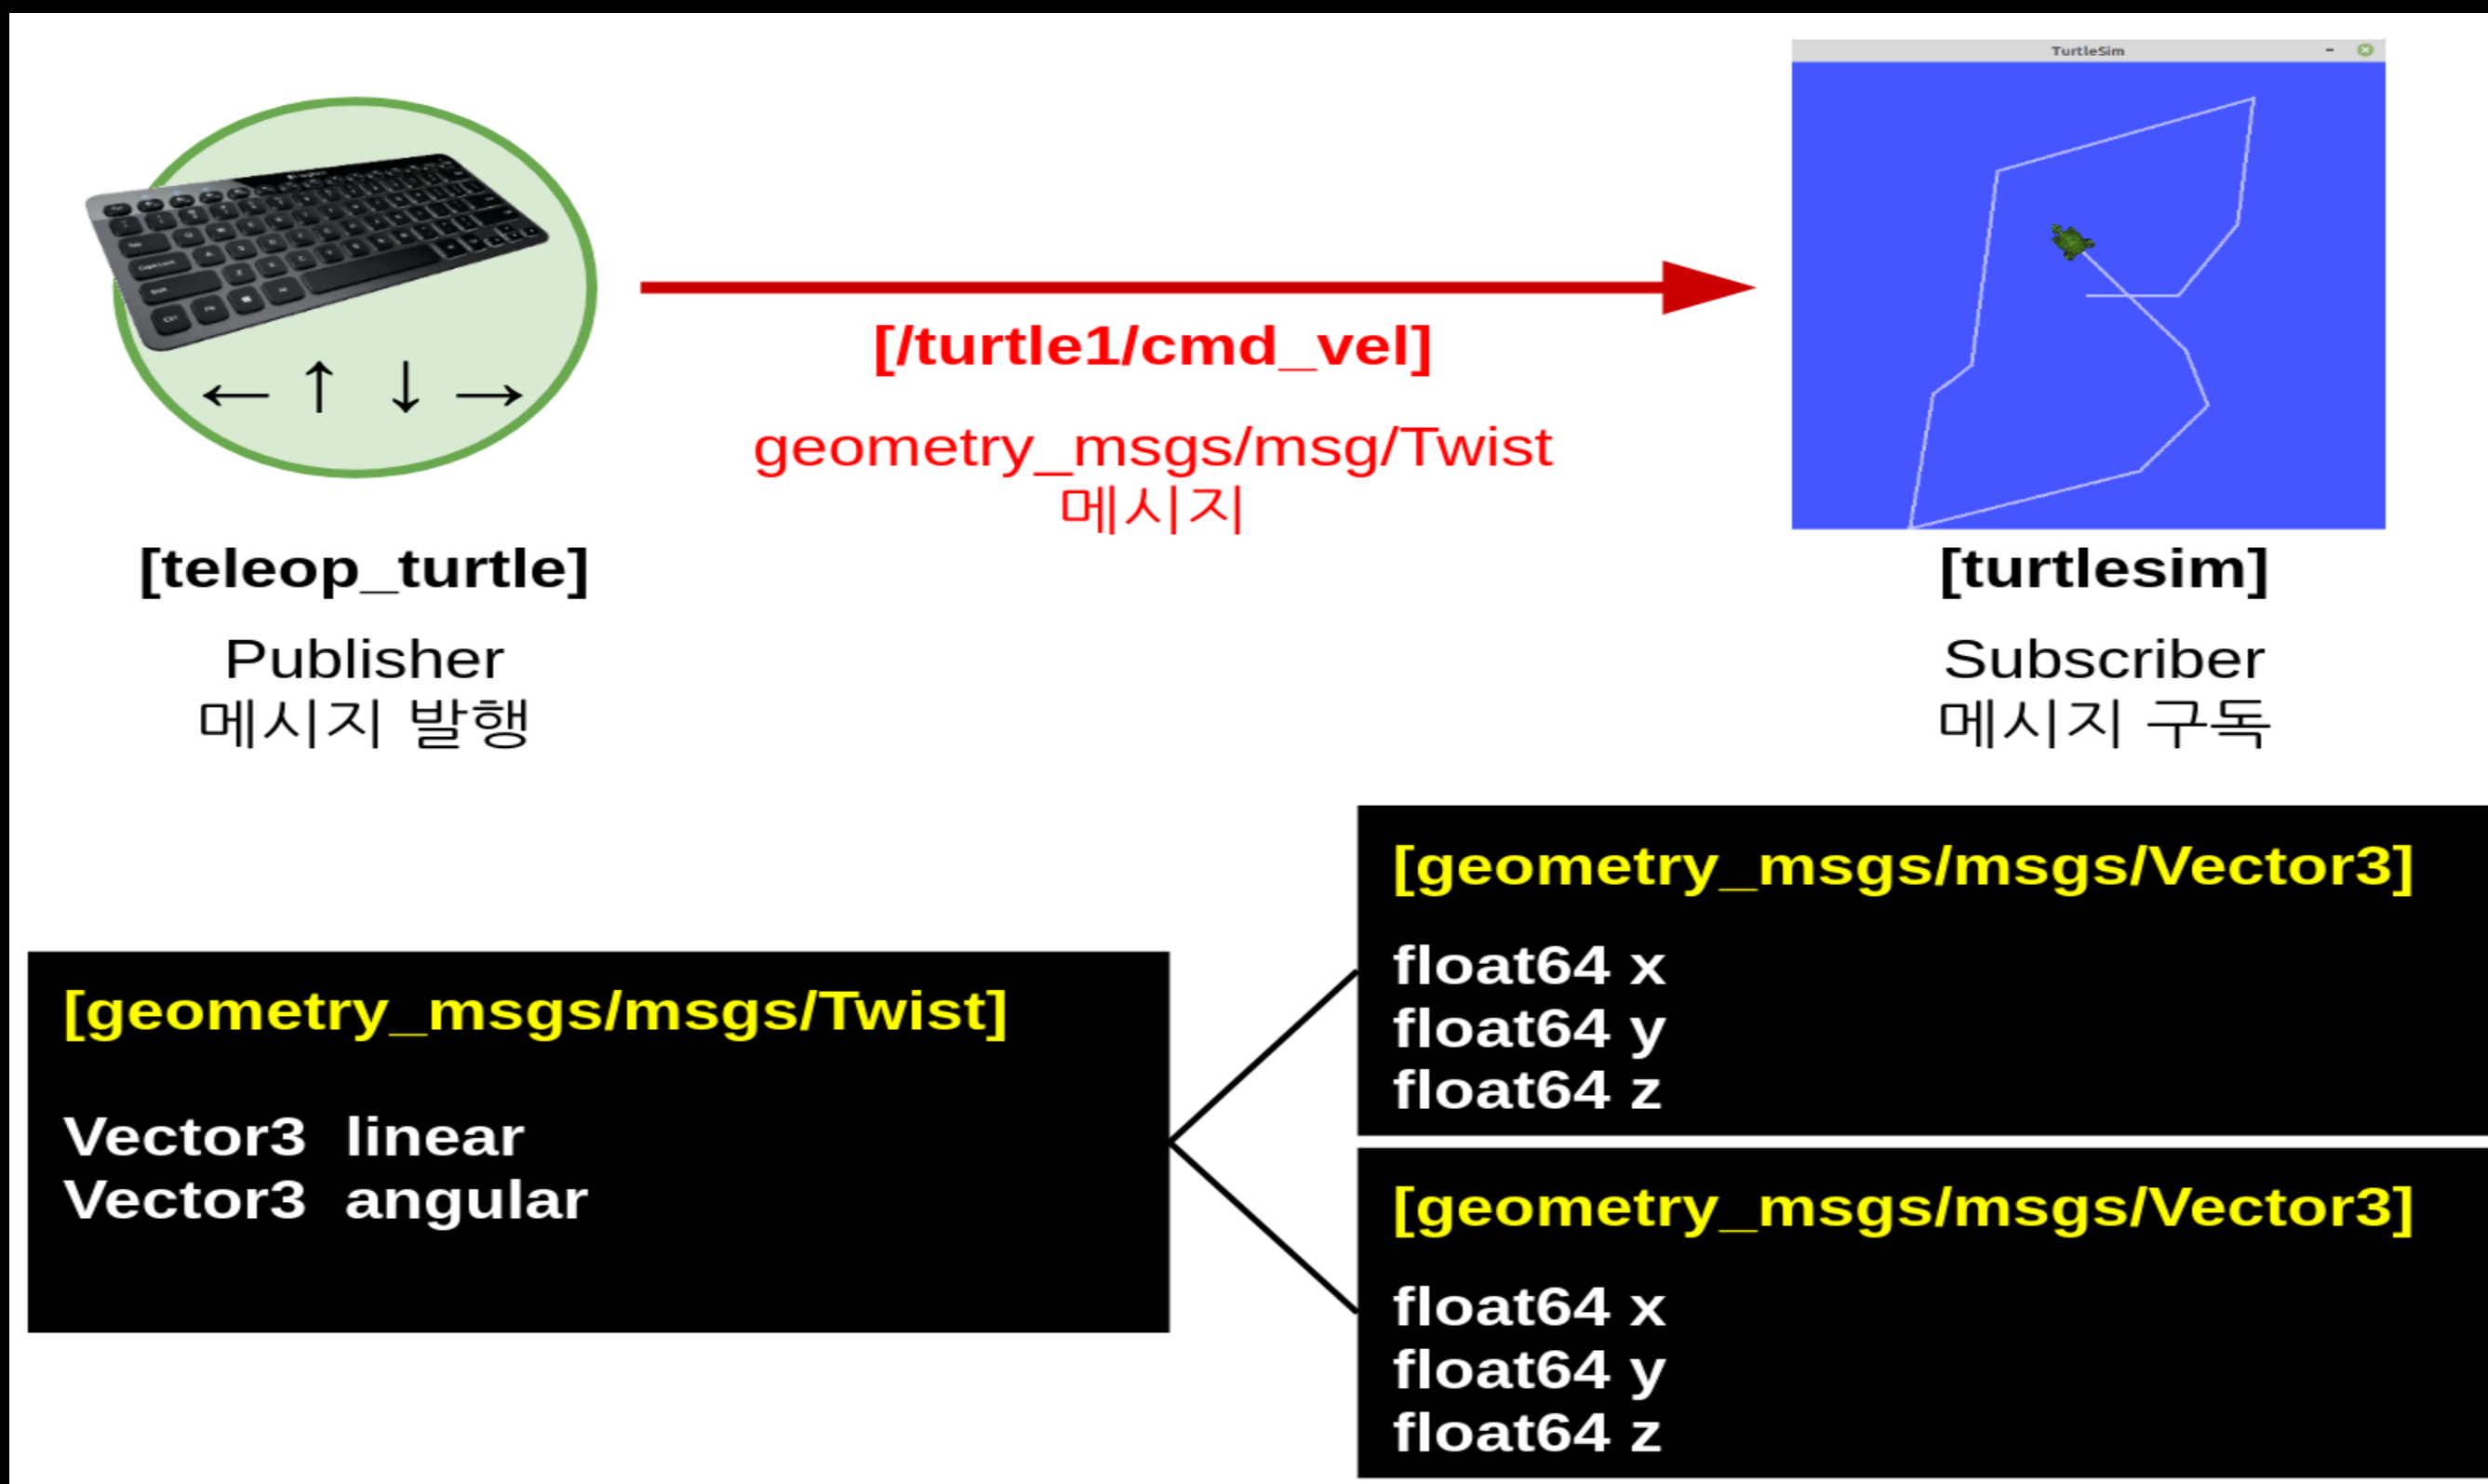 TurtleSim
← ↑ ↓ →
[/turtle1/cmd_vel]
geometry_msgs/msg/Twist
메시지
[teleop_turtle]
Publisher
메시지 발행
[turtlesim]
Subscriber
메시지 구독
[geometry_msgs/msgs/Twist]
Vector3 linear
Vector3 angular
[geometry_msgs/msgs/Vector3]
float64 x
float64 y
float64 z
[geometry_msgs/msgs/Vector3]
float64 x
float64 y
float64 z